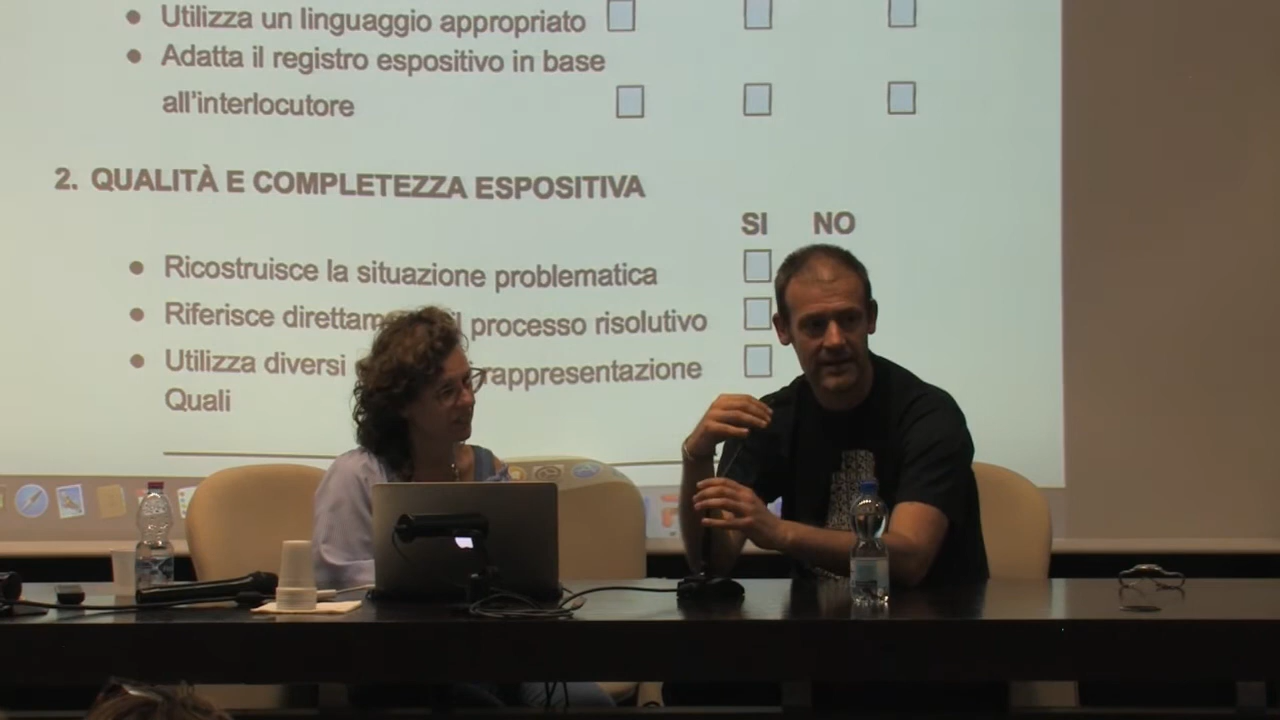 Utilizza un linguaggio appropriato
Adatta il registro espositivo in base
all'interlocutore
2. QUALITÀ E COMPLETEZZA ESPOSITIVA
SI NO
Ricostruisce la situazione problematica
Riferisce il processo risolutivo
Utilizza diversi rappresentazione
Quali